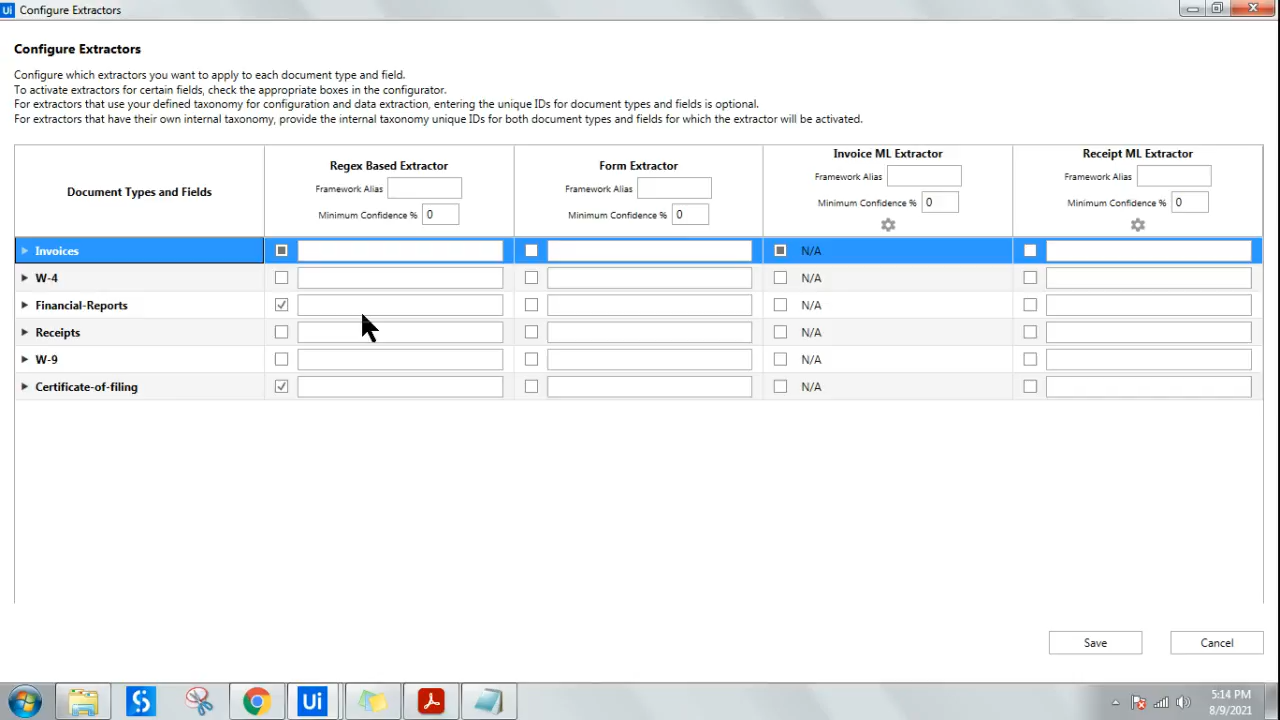 Ui Configure Extractors
Configure Extractors
Configure which extractors you want to apply to each document type and field.
To activate extractors for certain fields, check the appropriate boxes in the configurator.
For extractors that use your defined taxonomy for configuration and data extraction, entering the unique IDs for document types and fields is optional.
For extractors that have their own internal taxonomy, provide the internal taxonomy unique IDs for both document types and fields for which the extractor will be activated.
Document Types and Fields
Regex Based Extractor
Framework Alias
Minimum Confidence % 0
Form Extractor
Framework Alias
Minimum Confidence % 0
Invoice ML Extractor
Framework Alias
Minimum Confidence % 0
Receipt ML Extractor
Framework Alias
Minimum Confidence % 0
Invoices N/A
W-4 N/A
Financial-Reports N/A
Receipts N/A
W-9 N/A
Certificate-of-filing N/A
Save Cancel
Ui
5:14 PM
8/9/2021